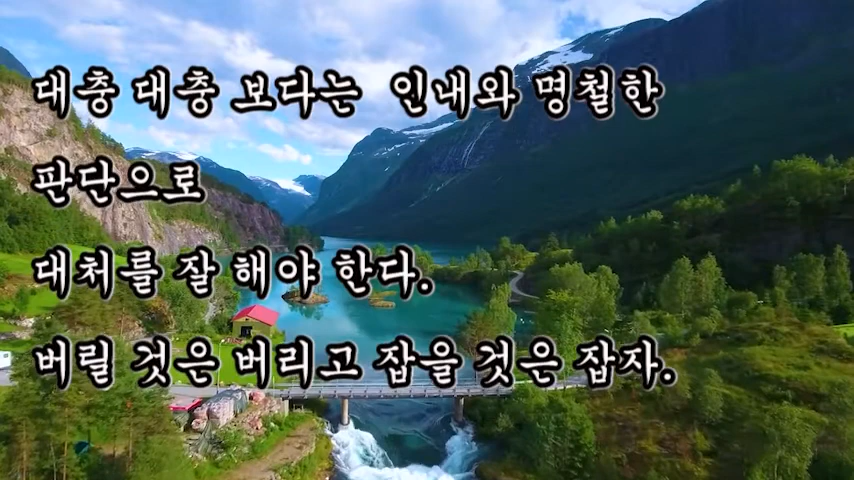 대충 대충 보다는 인내와 명철한
판단으로
대처를 잘 해야 한다.
버릴 것은 버리고 잡을 것은 잡자.